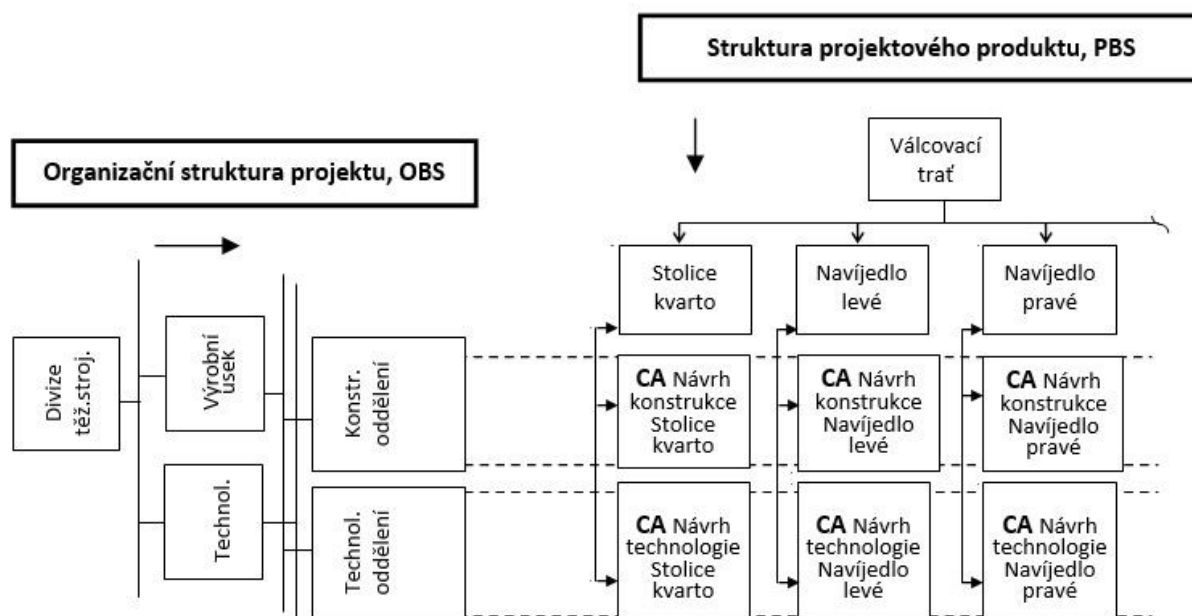 Struktura projektového produktu, PBS
Organizační struktura projektu, OBS
Válcovací
trať
Stolice
kvarto
Navíjedlo
levé
Navíjedlo
pravé
Divize
těž.stroj.
Výrobní
usek
Technol.
Konstr.
oddělení
Technol.
oddělení
CA Návrh
konstrukce
Stolice
kvarto
CA Návrh
konstrukce
Navíjedlo
levé
CA Návrh
konstrukce
Navíjedlo
pravé
CA Návrh
technologie
Stolice
kvarto
CA Návrh
technologie
Navíjedlo
levé
CA Návrh
technologie
Navíjedlo
pravé